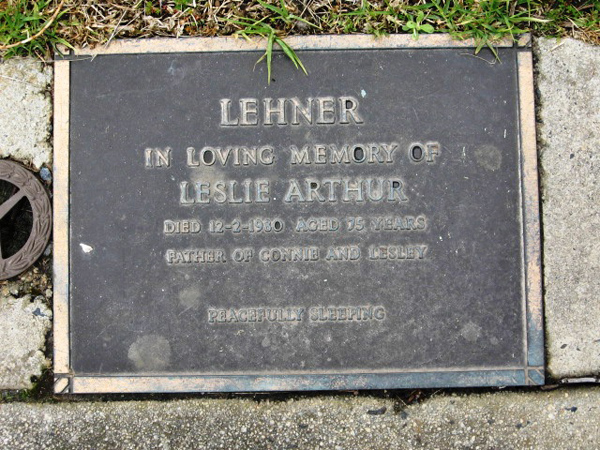 LEHNER
IN LOVING MEMORY OF
LESLIE ARTHUR
DIED 12-2-1980 AGED 75 YEARS
FATHER OF CONNIE AND LESLEY
PEACEFULLY SLEEPING